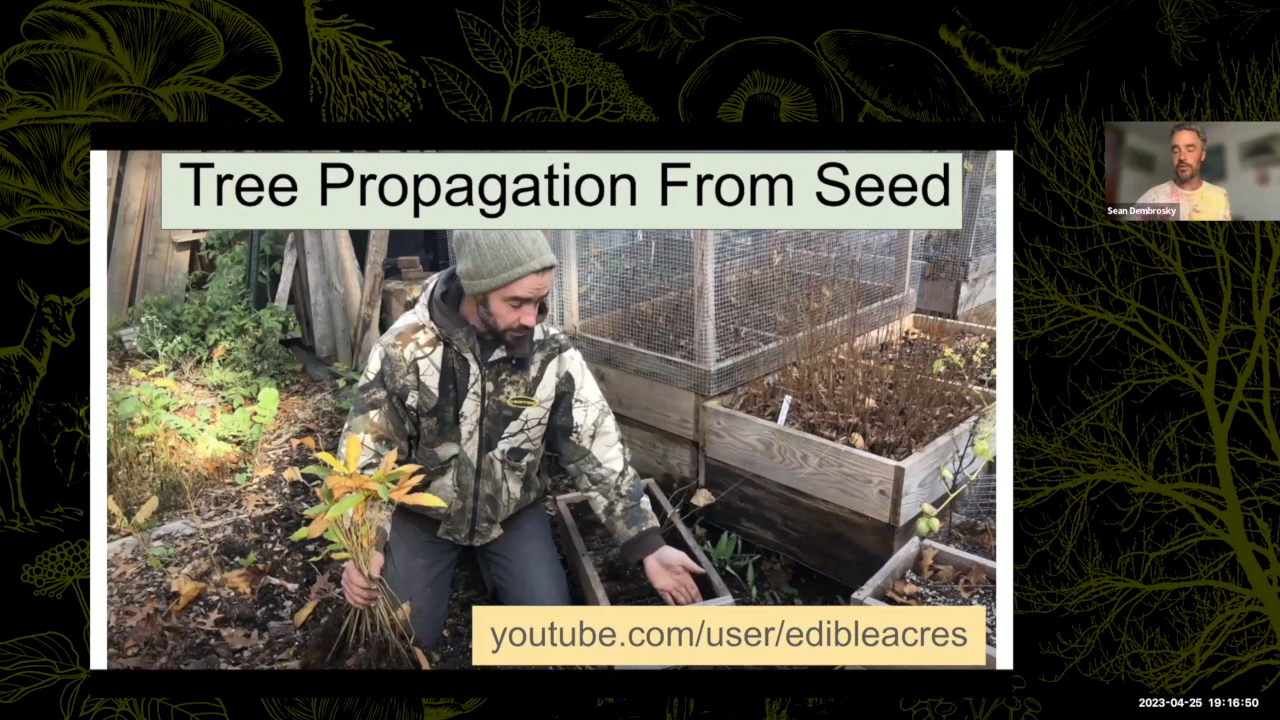 Tree Propagation From Seed
Sean Dembrosky
youtube.com/user/edibleacres
2023-04-25 19:16:50